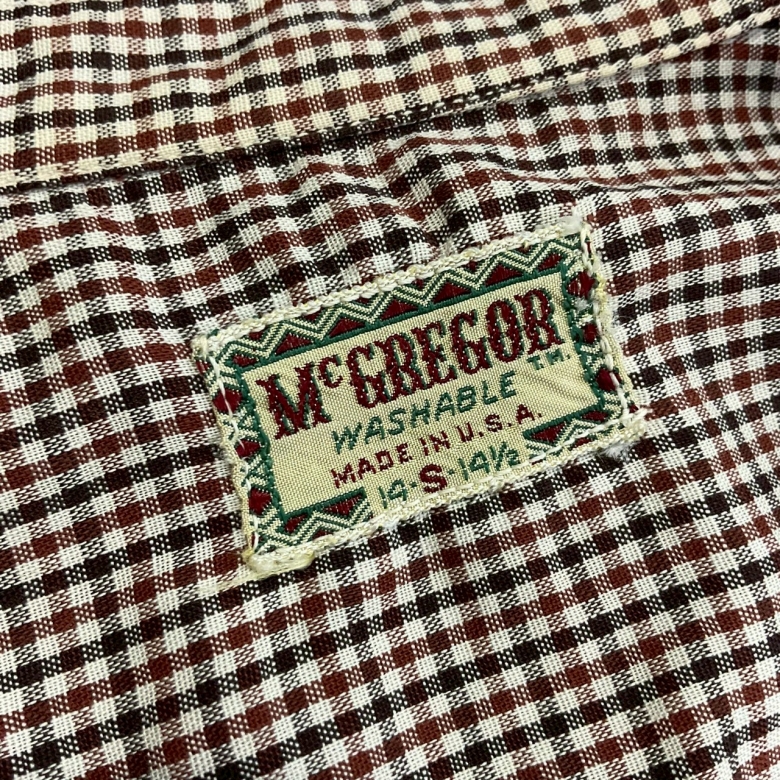 McGREGOR T.M.
WASHABLE
MADE IN U.S.A.
14-S-14½